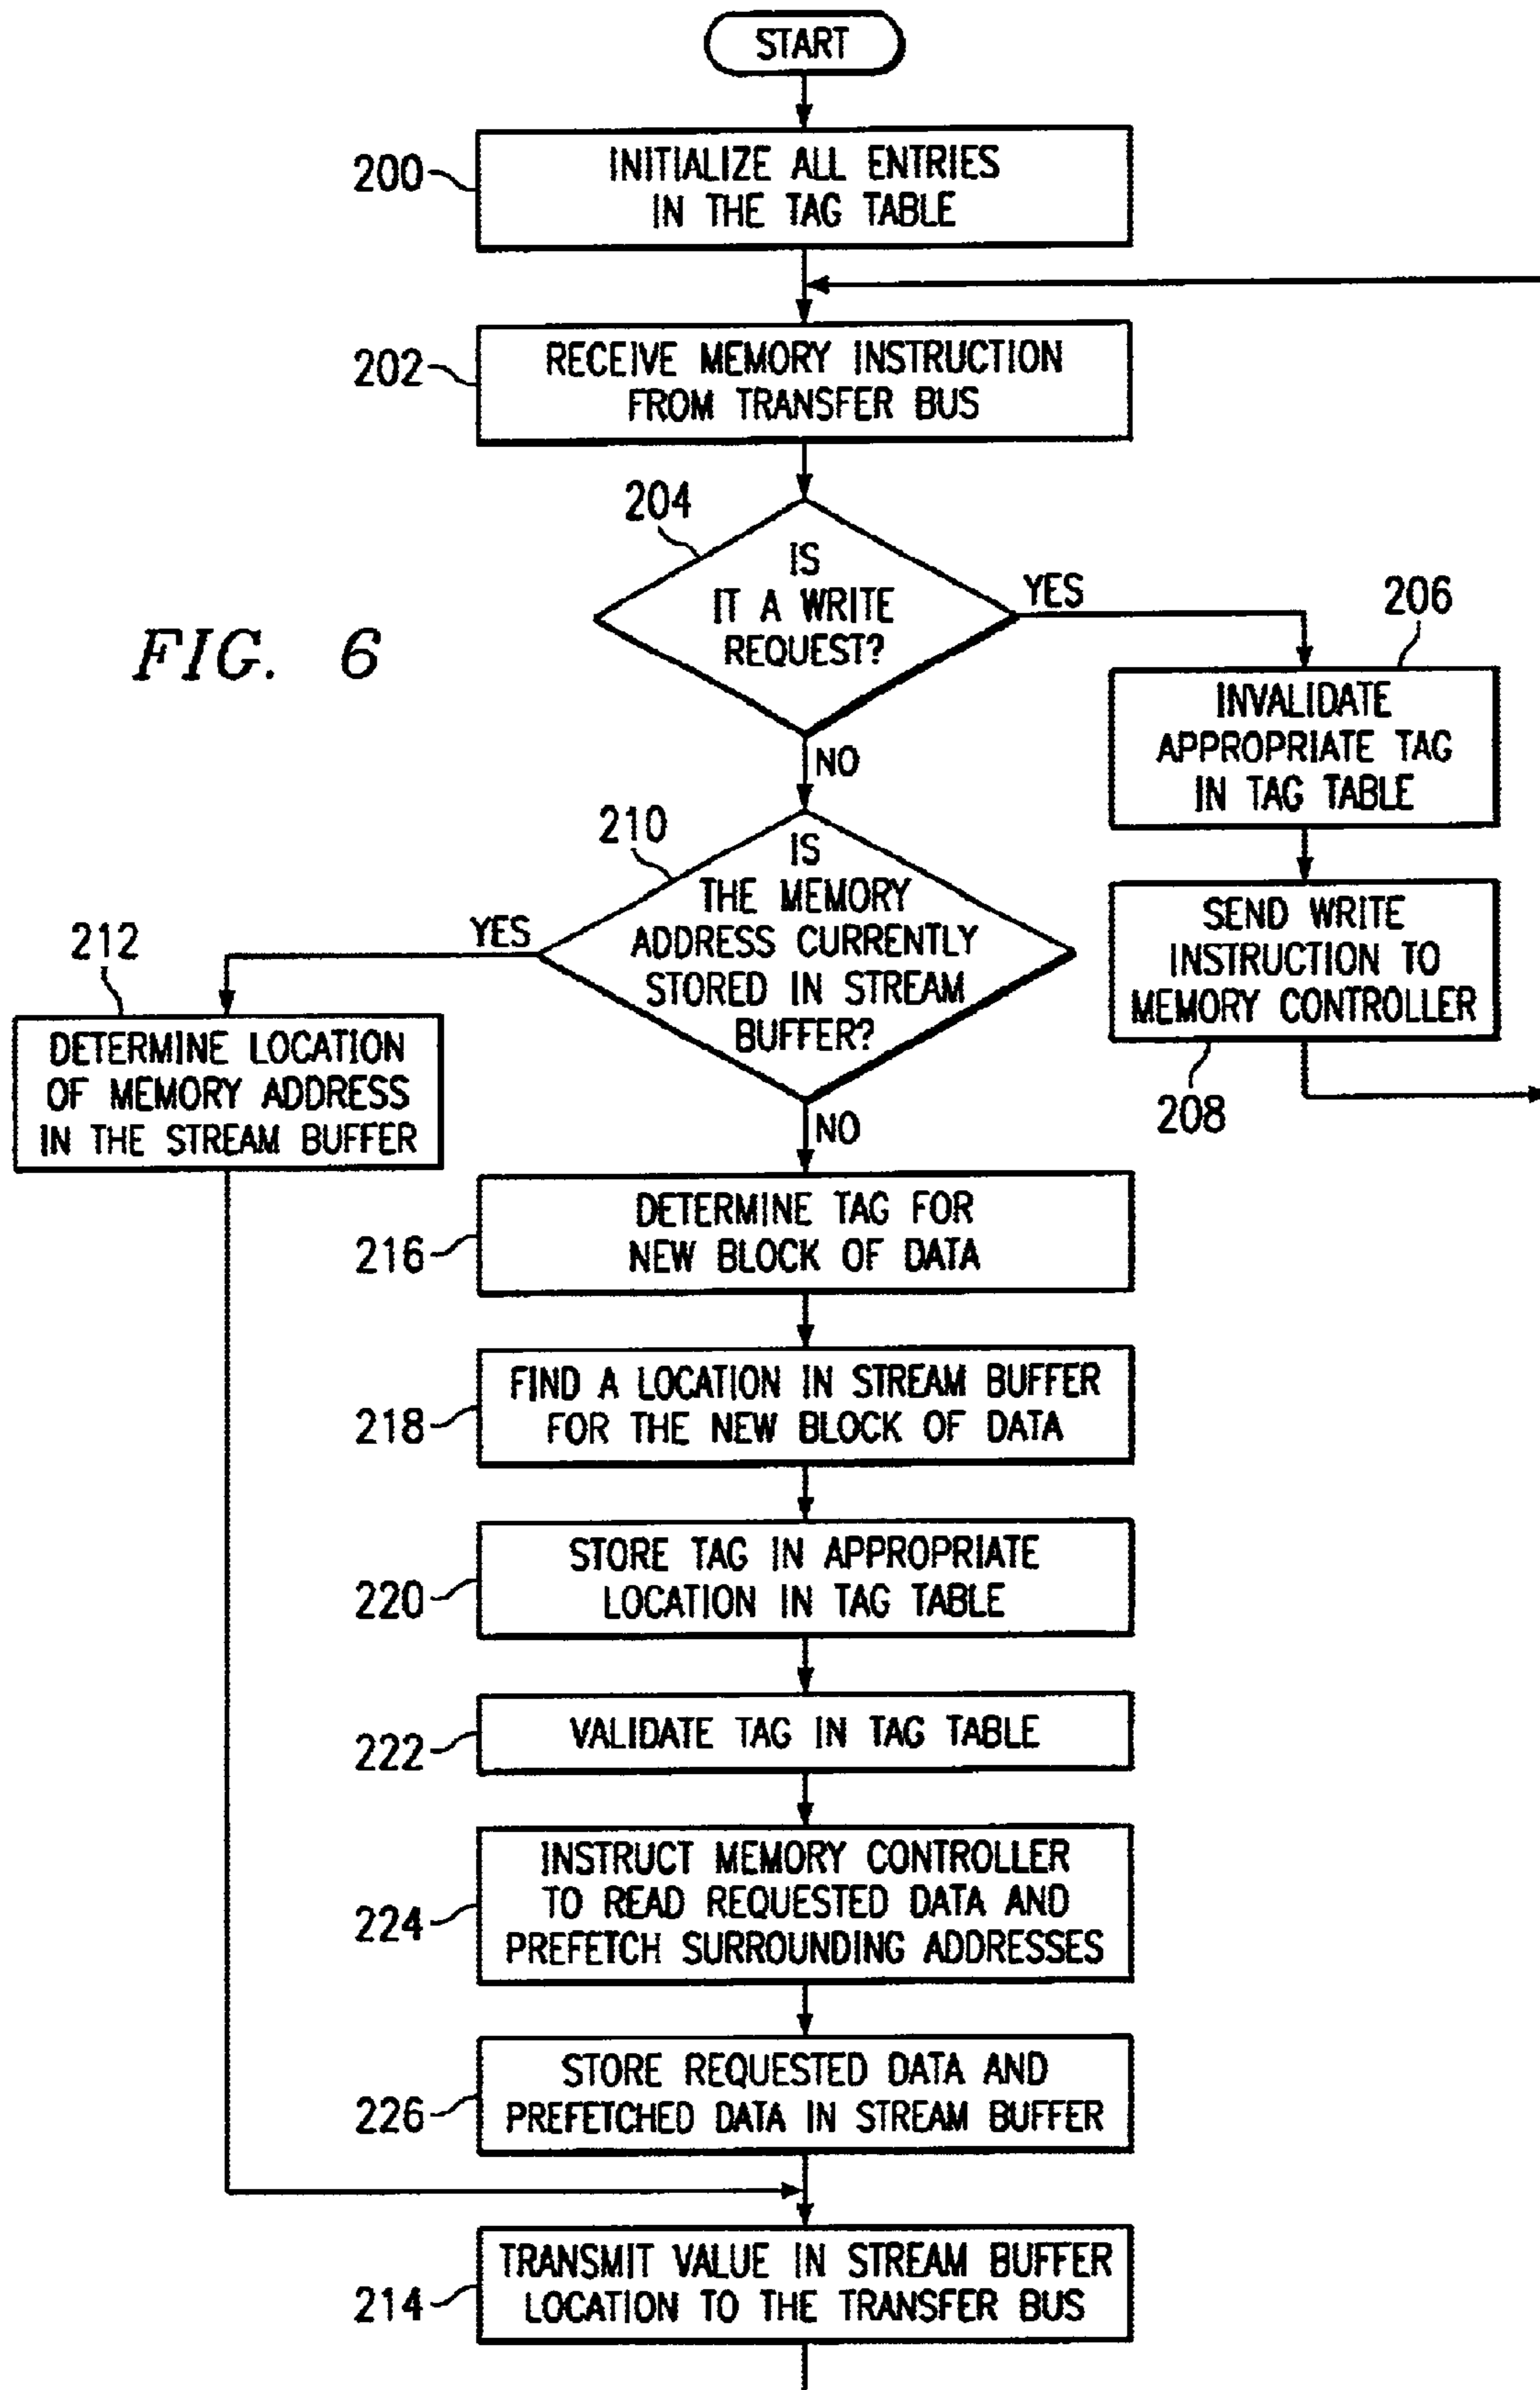 START
200
INITIALIZE ALL ENTRIES
IN THE TAG TABLE
202
RECEIVE MEMORY INSTRUCTION
FROM TRANSFER BUS
204
IS
IT A WRITE
REQUEST?
YES
206
FIG. 6
INVALIDATE
APPROPRIATE TAG
IN TAG TABLE
NO
210
IS
THE MEMORY
ADDRESS CURRENTLY
STORED IN STREAM
BUFFER?
YES
SEND WRITE
INSTRUCTION TO
MEMORY CONTROLLER
208
212
DETERMINE LOCATION
OF MEMORY ADDRESS
IN THE STREAM BUFFER
NO
216
DETERMINE TAG FOR
NEW BLOCK OF DATA
218
FIND A LOCATION IN STREAM BUFFER
FOR THE NEW BLOCK OF DATA
220
STORE TAG IN APPROPRIATE
LOCATION IN TAG TABLE
222
VALIDATE TAG IN TAG TABLE
224
INSTRUCT MEMORY CONTROLLER
TO READ REQUESTED DATA AND
PREFETCH SURROUNDING ADDRESSES
226
STORE REQUESTED DATA AND
PREFETCHED DATA IN STREAM BUFFER
214
TRANSMIT VALUE IN STREAM BUFFER
LOCATION TO THE TRANSFER BUS